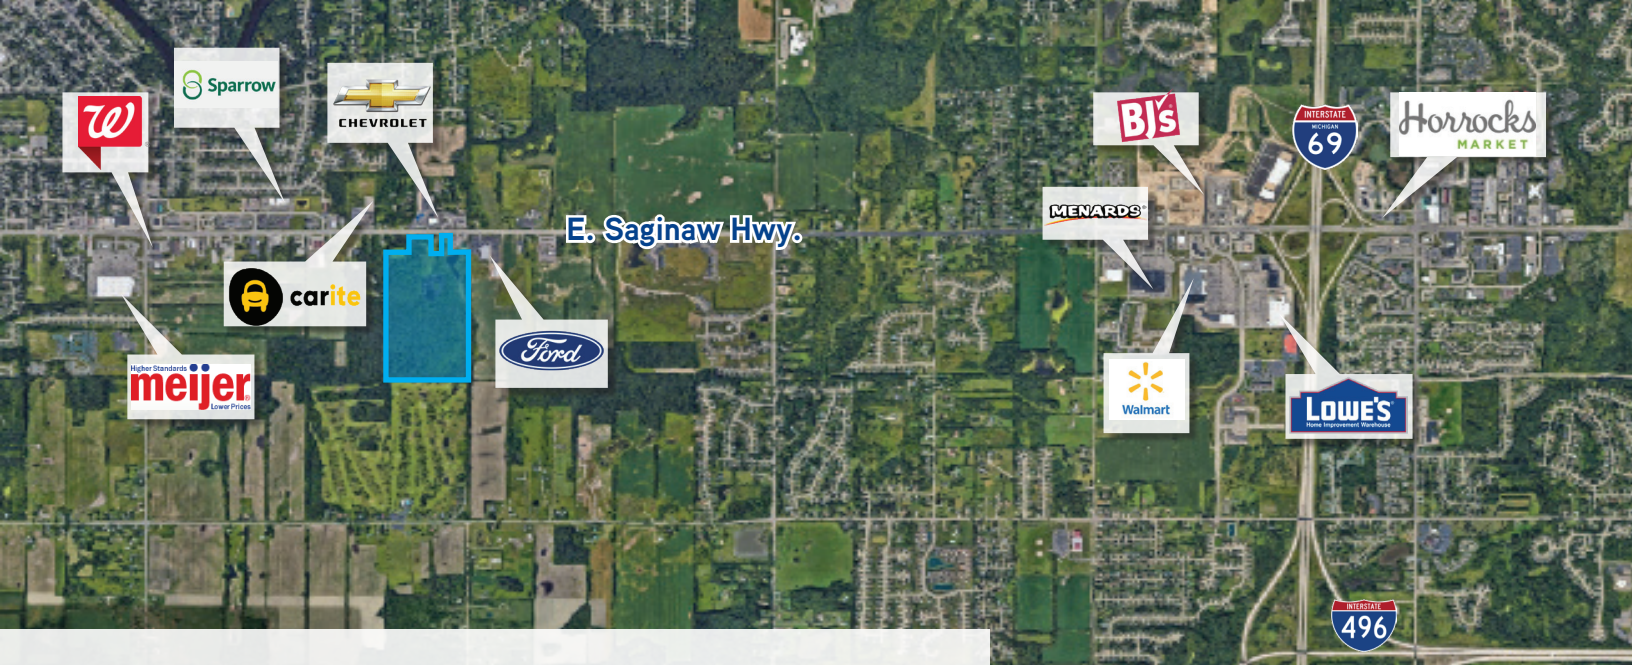 Sparrow
W
CHEVROLET
BJ's
INTERSTATE
MICHIGAN
69
Horrocks
MARKET
MENARDS®
E. Saginaw Hwy.
carite
Ford
Higher Standards
meijer®
Lower Prices
Walmart
LOWE'S®
Home Improvement Warehouse
INTERSTATE
496